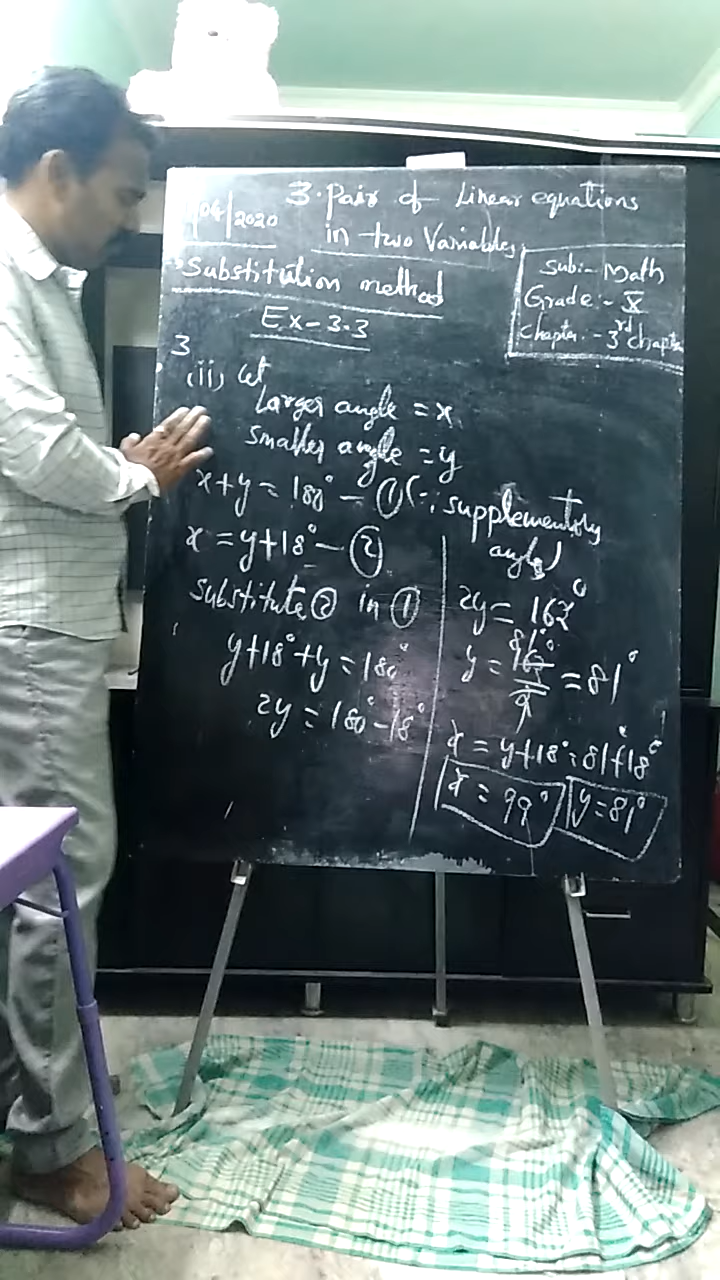 3. Pair of Linear equations
in two Variables
04/2020
Substitution method
Ex-3.3
Sub:- Math
Grade:- X
Chapter:- 3rd chapter
3
(ii) Let
Larger angle = x
Smaller angle = y
x+y = 180° - ① (∵ supplementary
angles)
x = y+18° - ②
Substitute ② in ①
y+18°+y = 180°
2y = 180°-18°
2y = 162°
81°
y = 162/2 = 81°
x = y+18° = 81°+18°
x = 99° y = 81°